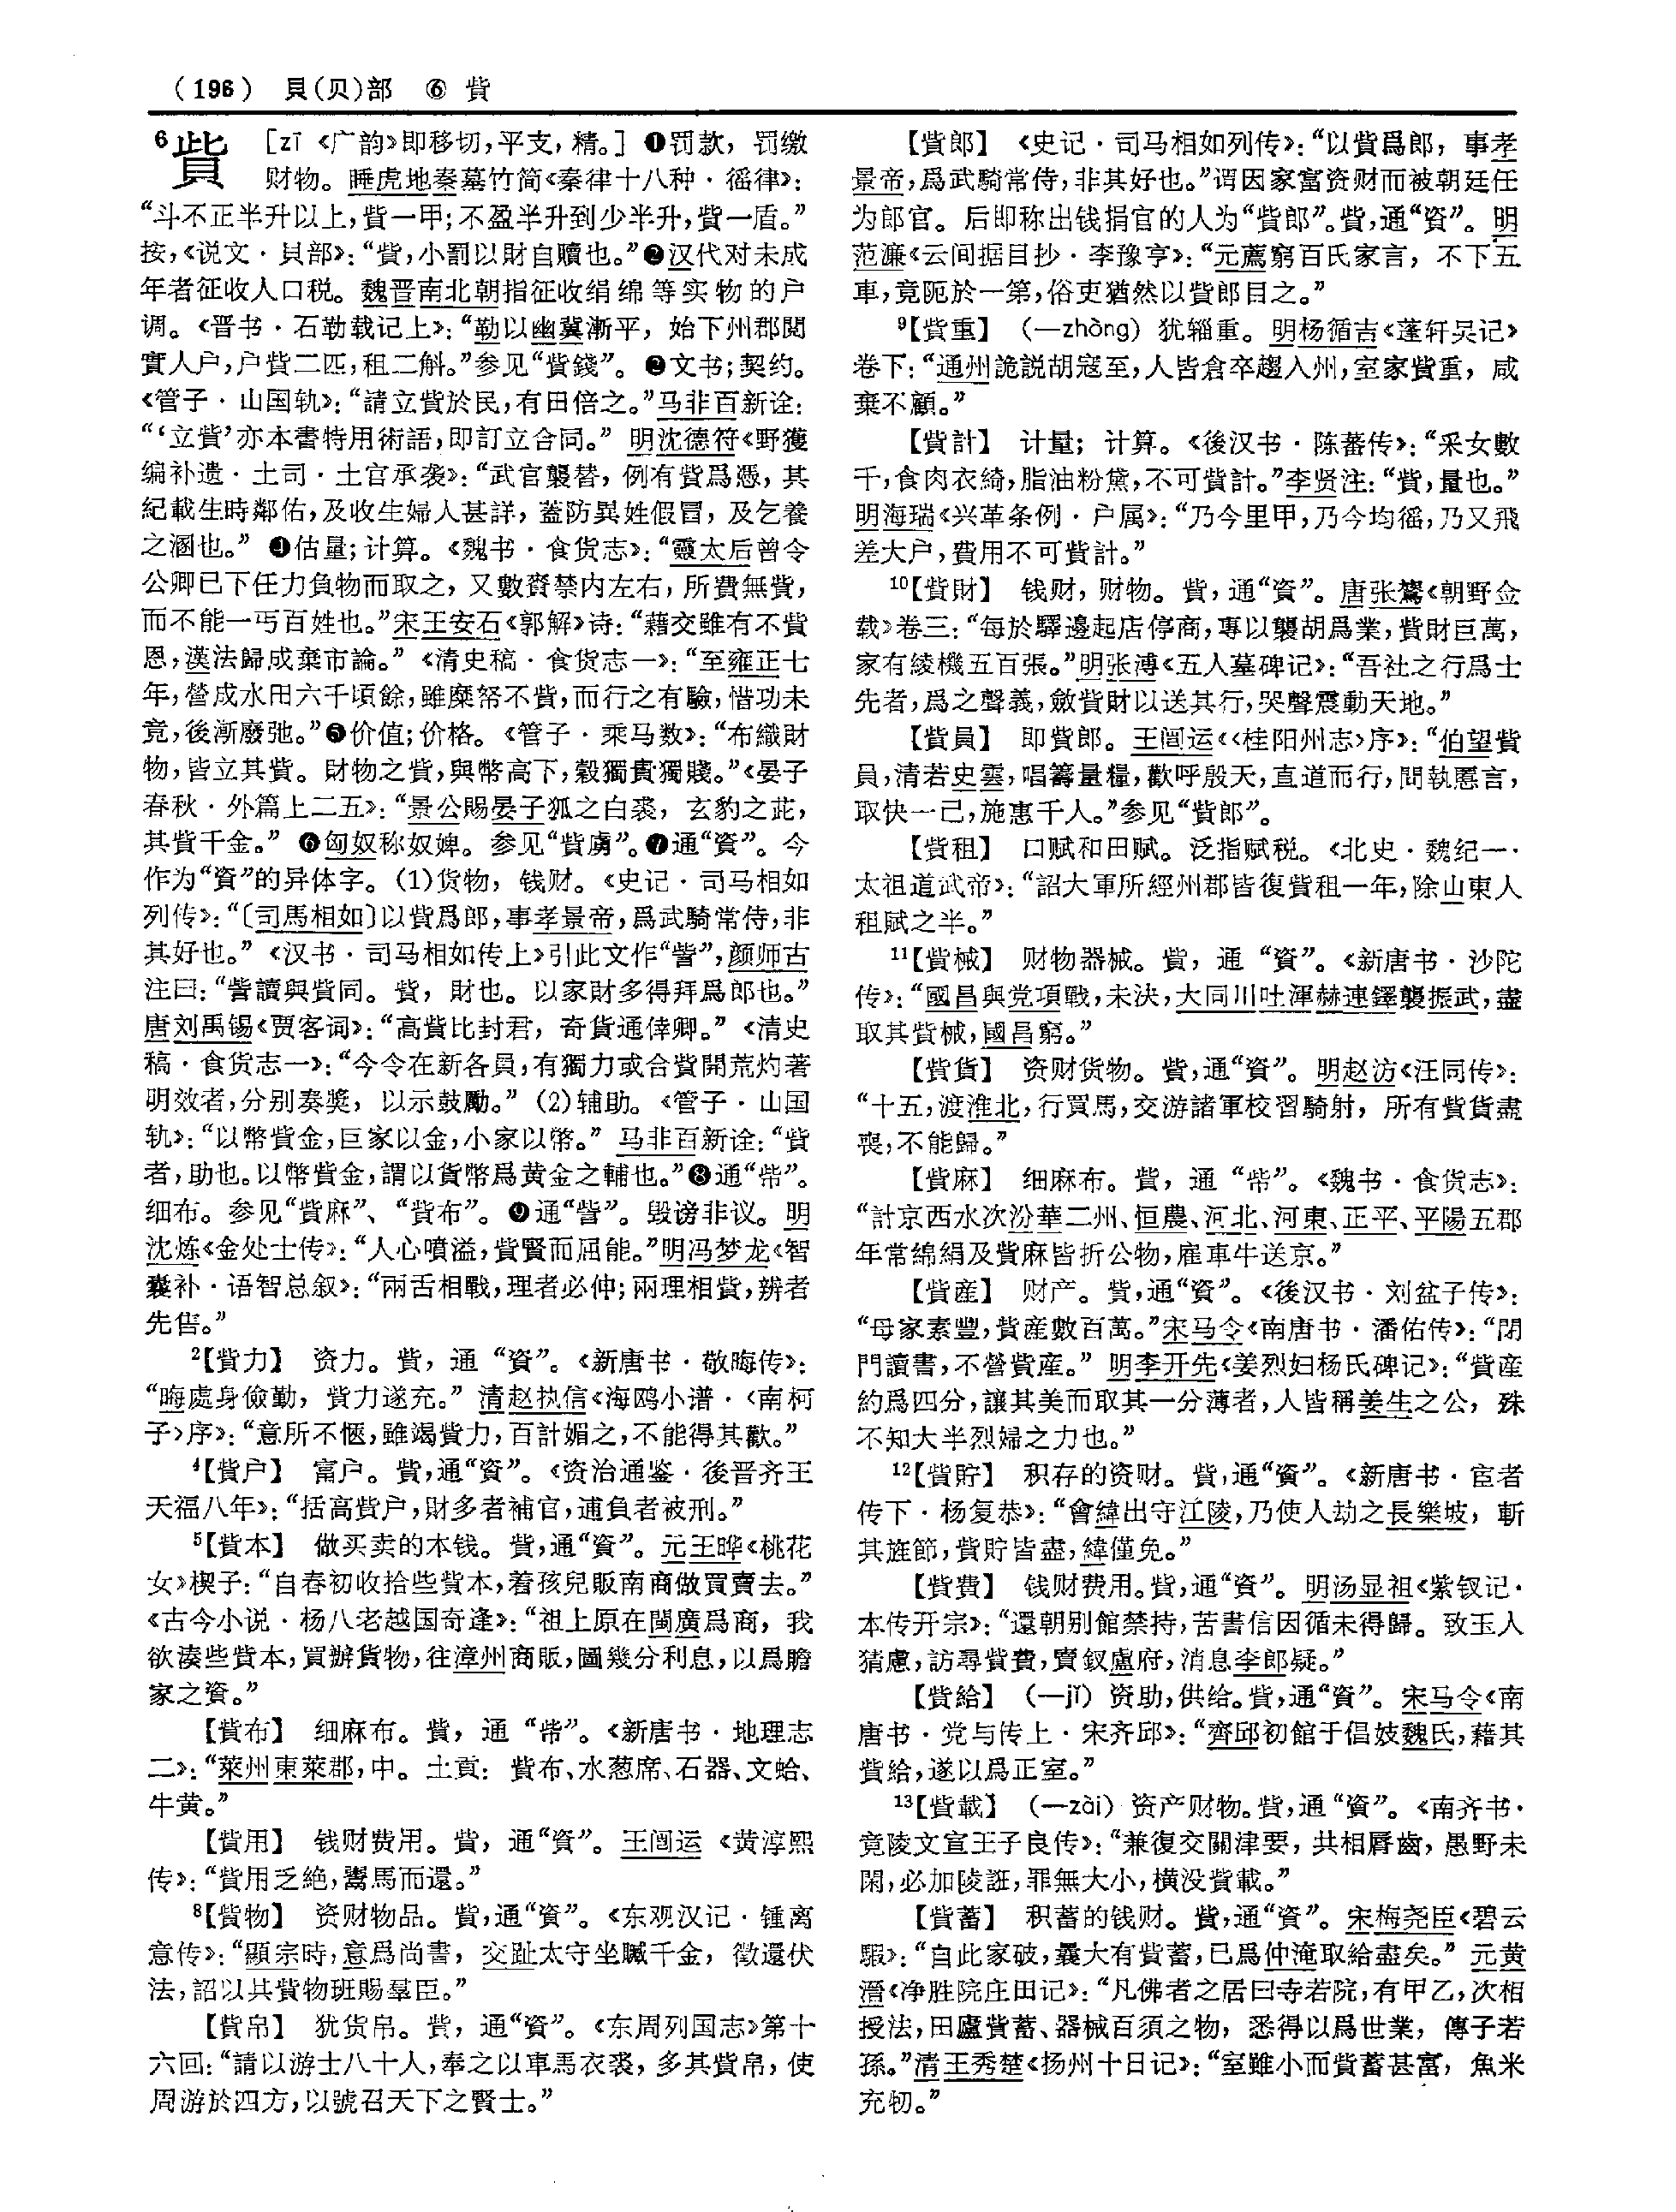 （196） 貝(贝)部 ⑥ 貲
6貲 ［zī《广韵》即移切，平支，精。］❶罚款，罚缴
财物。睡虎地秦墓竹简《秦律十八种·徭律》：
“斗不正半升以上，貲一甲；不盈半升到少半升，貲一盾。”
按，《说文·貝部》：“貲，小罰以財自贖也。”❷汉代对未成
年者征收人口税。魏晋南北朝指征收绢绵等实物的户
调。《晋书·石勒载记上》：“勒以幽冀漸平，始下州郡閲
實人户，户貲二匹，租二斛。”参见“貲錢”。❸文书；契约。
《管子·山国轨》：“請立貲於民，有田倍之。”马非百新诠：
“‘立貲’亦本書特用術語，即訂立合同。”明沈德符《野獲
编补遗·土司·土官承袭》：“武官襲替，例有貲爲憑，其
紀載生時鄰佑，及收生婦人甚詳，蓋防異姓假冒，及乞養
之溷也。”❹估量；计算。《魏书·食货志》：“靈太后曾令
公卿已下任力負物而取之，又數賚禁内左右，所費無貲，
而不能一丐百姓也。”宋王安石《郭解》诗：“藉交雖有不貲
恩，漢法歸成棄市論。”《清史稿·食货志一》：“至雍正七
年，營成水田六千頃餘，雖糜帑不貲，而行之有驗，惜功未
竟，後漸廢弛。”❺价值；价格。《管子·乘马数》：“布織財
物，皆立其貲。財物之貲，與幣高下，穀獨貴獨賤。”《晏子
春秋·外篇上二五》：“景公賜晏子狐之白裘，玄豹之茈，
其貲千金。”❻匈奴称奴婢。参见“貲虜”。❼通“資”。今
作为“資”的异体字。(1)货物，钱财。《史记·司马相如
列传》：“〔司馬相如〕以貲爲郎，事孝景帝，爲武騎常侍，非
其好也。”《汉书·司马相如传上》引此文作“訾”，颜师古
注曰：“訾讀與貲同。貲，財也。以家財多得拜爲郎也。”
唐刘禹锡《贾客词》：“高貲比封君，奇貨通倖卿。”《清史
稿·食货志一》：“今令在新各員，有獨力或合貲開荒灼著
明效者，分别奏獎，以示鼓勵。”(2)辅助。《管子·山国
轨》：“以幣貲金，巨家以金，小家以幣。”马非百新诠：“貲
者，助也。以幣貲金，謂以貨幣爲黄金之輔也。”❽通“㠿”。
细布。参见“貲麻”、“貲布”。❾通“訾”。毁谤非议。明
沈炼《金处士传》：“人心噴溢，貲賢而屈能。”明冯梦龙《智
囊补·语智总叙》：“兩舌相戰，理者必伸；兩理相貲，辨者
先售。”
2【貲力】 资力。貲，通“資”。《新唐书·敬晦传》：
“晦處身儉勤，貲力遂充。”清赵执信《海鸥小谱·〈南柯
子〉序》：“意所不愜，雖竭貲力，百計媚之，不能得其歡。”
4【貲户】 富户。貲，通“資”。《资治通鉴·後晋齐王
天福八年》：“括高貲户，財多者補官，逋負者被刑。”
5【貲本】 做买卖的本钱。貲，通“資”。元王晔《桃花
女》楔子：“自春初收拾些貲本，着孩兒販南商做買賣去。”
《古今小说·杨八老越国奇逢》：“祖上原在閩廣爲商，我
欲湊些貲本，買辦貨物，往漳州商販，圖幾分利息，以爲贍
家之資。”
【貲布】 细麻布。貲，通“㠿”。《新唐书·地理志
二》：“萊州東萊郡，中。土貢：貲布、水葱席、石器、文蛤、
牛黄。”
【貲用】 钱财费用。貲，通“資”。王闿运《黄淳熙
传》：“貲用乏絶，鬻馬而還。”
8【貲物】 资财物品。貲，通“資”。《东观汉记·锺离
意传》：“顯宗時，意爲尚書，交趾太守坐贓千金，徵還伏
法，詔以其貲物班賜羣臣。”
【貲帛】 犹货帛。貲，通“資”。《东周列国志》第十
六回：“請以游士八十人，奉之以車馬衣裘，多其貲帛，使
周游於四方，以號召天下之賢士。”
【貲郎】 《史记·司马相如列传》：“以貲爲郎，事孝
景帝，爲武騎常侍，非其好也。”谓因家富资财而被朝廷任
为郎官。后即称出钱捐官的人为“貲郎”。貲，通“資”。明
范濂《云间据目抄·李豫亨》：“元薦窮百氏家言，不下五
車，竟阨於一第，俗吏猶然以貲郎目之。”
9【貲重】 （—zhòng）犹辎重。明杨循吉《蓬轩吴记》
卷下：“通州詭説胡寇至，人皆倉卒趨入州，室家貲重，咸
棄不顧。”
【貲計】 计量；计算。《後汉书·陈蕃传》：“采女數
千，食肉衣綺，脂油粉黛，不可貲計。”李贤注：“貲，量也。”
明海瑞《兴革条例·户属》：“乃今里甲，乃今均徭，乃又飛
差大户，費用不可貲計。”
10【貲財】 钱财，财物。貲，通“資”。唐张鷟《朝野佥
载》卷三：“每於驛邊起店停商，專以襲胡爲業，貲財巨萬，
家有綾機五百張。”明张溥《五人墓碑记》：“吾社之行爲士
先者，爲之聲義，斂貲財以送其行，哭聲震動天地。”
【貲員】 即貲郎。王闿运《〈桂阳州志〉序》：“伯望貲
員，清若史雲，唱籌量糧，歡呼殷天，直道而行，間執慝言，
取快一己，施惠千人。”参见“貲郎”。
【貲租】 口赋和田赋。泛指赋税。《北史·魏纪一·
太祖道武帝》：“詔大軍所經州郡皆復貲租一年，除山東人
租賦之半。”
11【貲械】 财物器械。貲，通“資”。《新唐书·沙陀
传》：“國昌與党項戰，未決，大同川吐渾赫連鐸襲振武，盡
取其貲械，國昌窮。”
【貲貨】 资财货物。貲，通“資”。明赵汸《汪同传》：
“十五，渡淮北，行買馬，交游諸軍校習騎射，所有貲貨盡
喪，不能歸。”
【貲麻】 细麻布。貲，通“㠿”。《魏书·食货志》：
“計京西水次汾華二州、恒農、河北、河東、正平、平陽五郡
年常綿絹及貲麻皆折公物，雇車牛送京。”
【貲産】 财产。貲，通“資”。《後汉书·刘盆子传》：
“母家素豐，貲産數百萬。”宋马令《南唐书·潘佑传》：“閉
門讀書，不營貲産。”明李开先《姜烈妇杨氏碑记》：“貲産
約爲四分，讓其美而取其一分薄者，人皆稱姜生之公，殊
不知大半烈婦之力也。”
12【貲貯】 积存的资财。貲，通“資”。《新唐书·宦者
传下·杨复恭》：“會緯出守江陵，乃使人劫之長樂坡，斬
其旌節，貲貯皆盡，緯僅免。”
【貲費】 钱财费用。貲，通“資”。明汤显祖《紫钗记·
本传开宗》：“還朝别館禁持，苦書信因循未得歸。致玉人
猜慮，訪尋貲費，賣釵盧府，消息李郎疑。”
【貲給】 （—jǐ）资助，供给。貲，通“資”。宋马令《南
唐书·党与传上·宋齐邱》：“齊邱初館于倡妓魏氏，藉其
貲給，遂以爲正室。”
13【貲載】 （—zài）资产财物。貲，通“資”。《南齐书·
竟陵文宣王子良传》：“兼復交關津要，共相脣齒，愚野未
閑，必加陵誑，罪無大小，横没貲載。”
【貲蓄】 积蓄的钱财。貲，通“資”。宋梅尧臣《碧云
騢》：“自此家破，曩大有貲蓄，已爲仲淹取給盡矣。”元黄
溍《净胜院庄田记》：“凡佛者之居曰寺若院，有甲乙，次相
授法，田廬貲蓄、器械百須之物，悉得以爲世業，傳子若
孫。”清王秀楚《扬州十日记》：“室雖小而貲蓄甚富，魚米
充牣。”